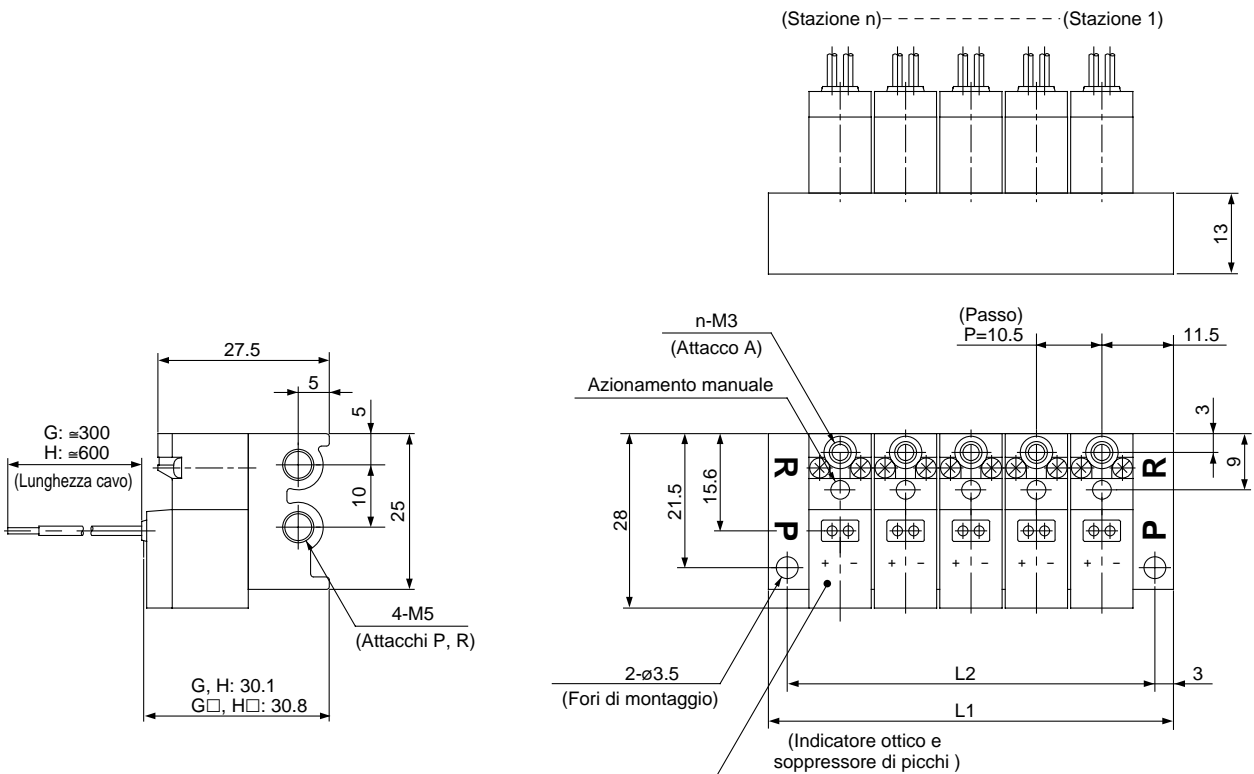 (Stazione n)
(Stazione 1)
13
n-M3
(Attacco A)
(Passo)
P=10.5
11.5
Azionamento manuale
27.5
5
5
3
9
G: ≅300
H: ≅600
(Lunghezza cavo)
10
25
28
21.5
15.6
R
R
P
P
+ − + − + − + − + −
4-M5
(Attacchi P, R)
G, H: 30.1
G□, H□: 30.8
2-ø3.5
(Fori di montaggio)
L2
3
L1
(Indicatore ottico e
soppressore di picchi )